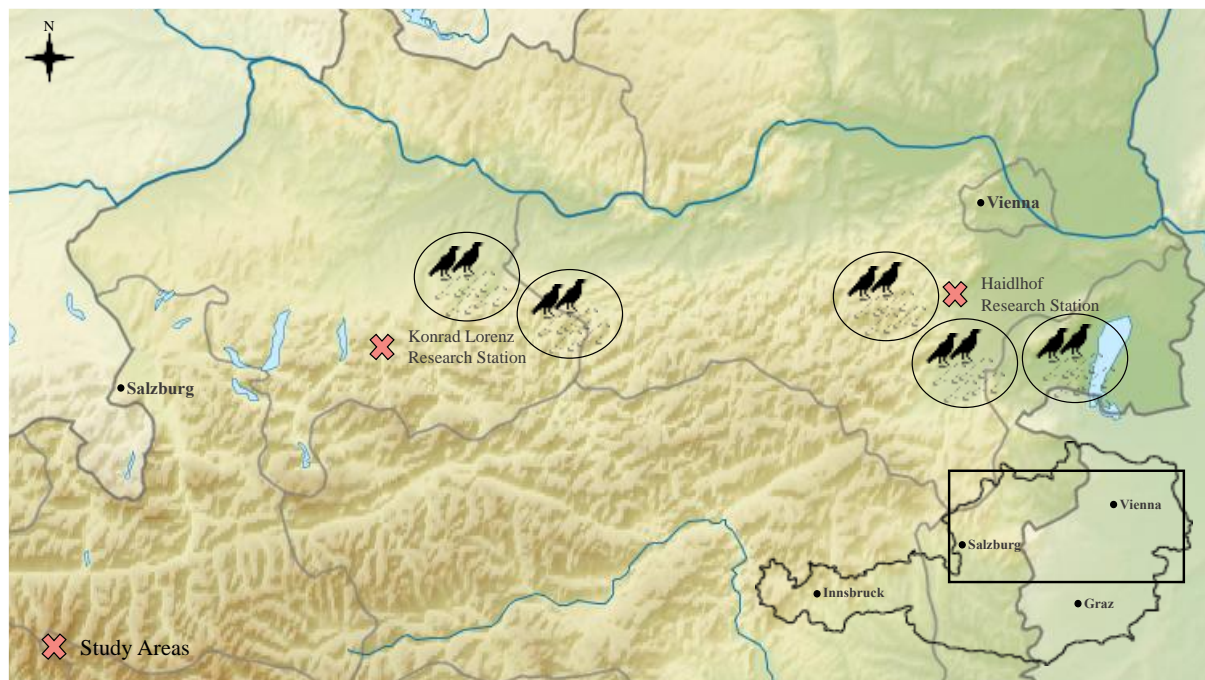 N
Vienna
Haidlhof
Research Station
Konrad Lorenz
Research Station
Salzburg
Vienna
Salzburg
Innsbruck
Graz
Study Areas